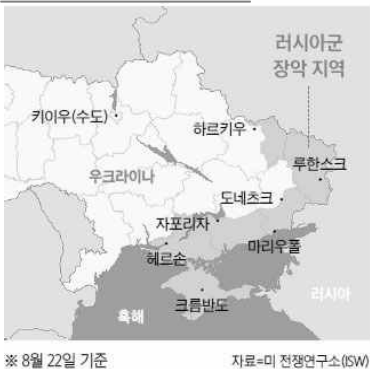 러시아군
장악 지역
키이우(수도)
하르키우
루한스크
우크라이나
도네츠크
자포리자
마리우폴
헤르손
러시아
크름반도
흑해
※ 8월 22일 기준
자료=미 전쟁연구소(ISW)